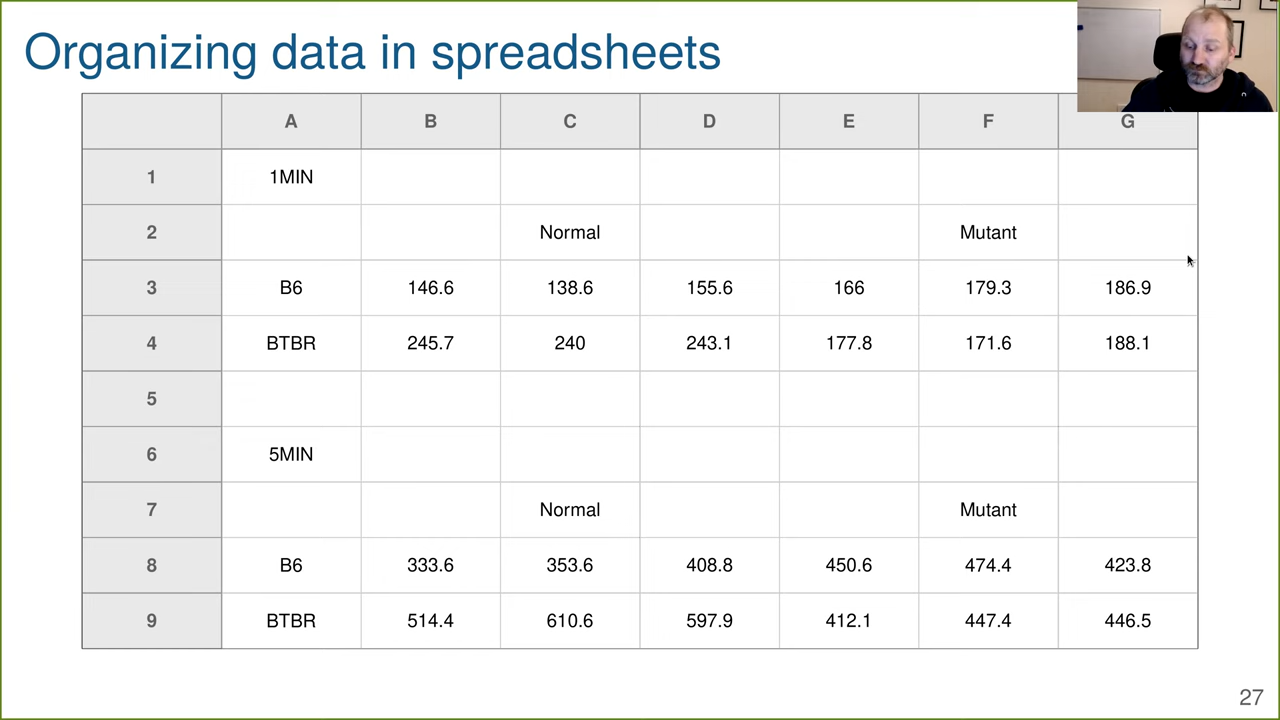 Organizing data in spreadsheets
A B C D E F G
1 1MIN
2 Normal Mutant
3 B6 146.6 138.6 155.6 166 179.3 186.9
4 BTBR 245.7 240 243.1 177.8 171.6 188.1
5
6 5MIN
7 Normal Mutant
8 B6 333.6 353.6 408.8 450.6 474.4 423.8
9 BTBR 514.4 610.6 597.9 412.1 447.4 446.5
27